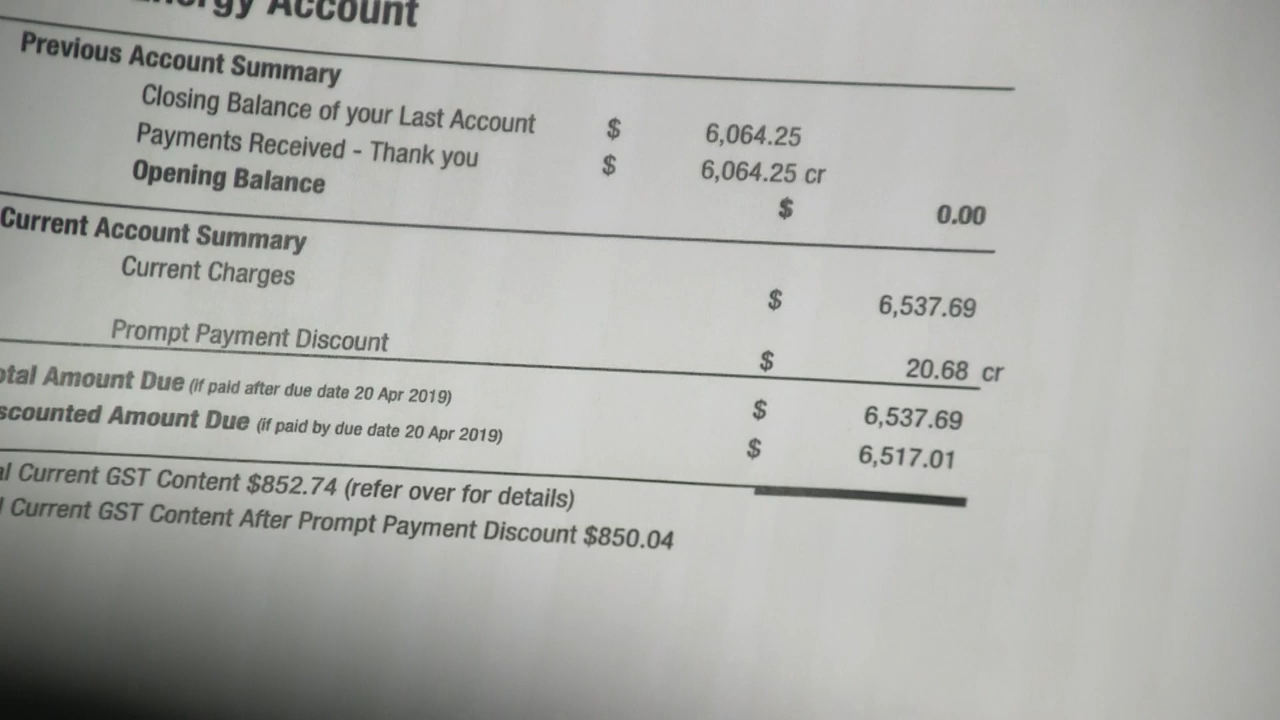 Account
Previous Account Summary
Closing Balance of your Last Account $ 6,064.25
Payments Received - Thank you $ 6,064.25 cr
Opening Balance $ 0.00
Current Account Summary
Current Charges $ 6,537.69
Prompt Payment Discount $ 20.68 cr
otal Amount Due (if paid after due date 20 Apr 2019) $ 6,537.69
scounted Amount Due (if paid by due date 20 Apr 2019) $ 6,517.01
al Current GST Content $852.74 (refer over for details)
l Current GST Content After Prompt Payment Discount $850.04